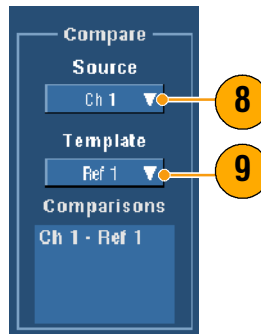 Compare
Source
Ch 1
8
Template
Ref 1
9
Comparisons
Ch 1 - Ref 1